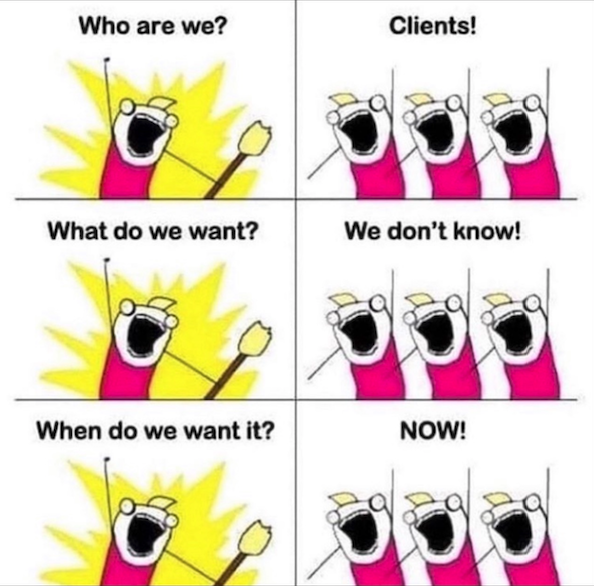 Who are we?
Clients!
What do we want?
We don't know!
When do we want it?
NOW!